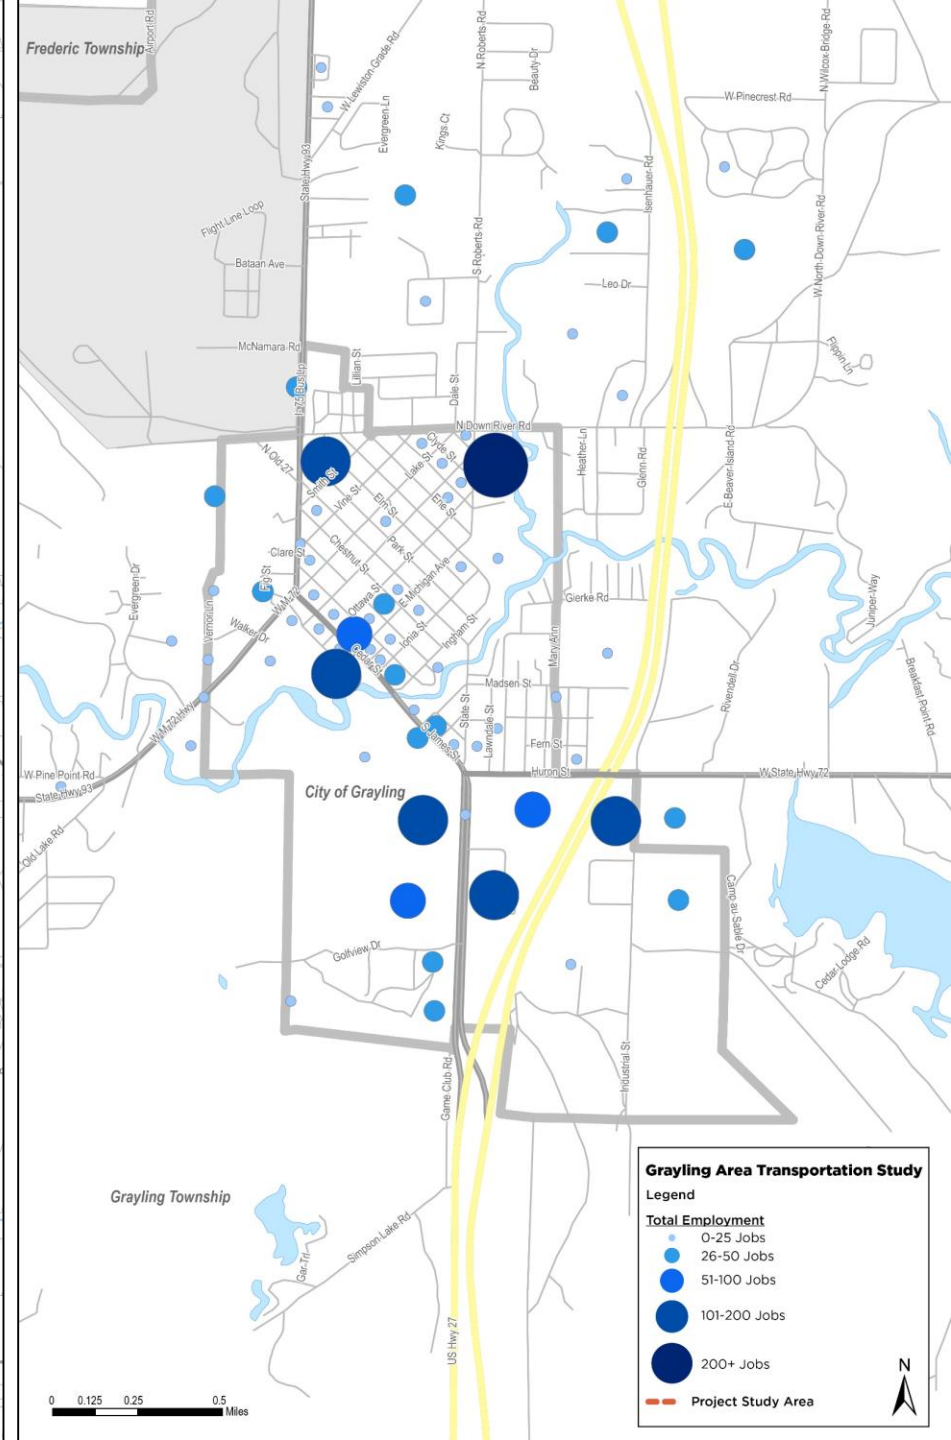 Frederic Township
Airport Rd
W Lewiston Grade Rd
N Roberts Rd
Beauty Dr
N Wilcox Bridge Rd
W Pinecrest Rd
Evergreen Ln
Kings Ct
State Hwy 93
Isenhauer Rd
Flight Line Loop
S Roberts Rd
W North Down River Rd
Bataan Ave
Leo Dr
McNamara Rd
Lillian St
Flippin Ln
I-75 Bus Lp
Dale St
N Down River Rd
N Old 27
Clyde St
Heather Ln
Glenn Rd
E Beaver Island Rd
Lake St
Smith St
Vine St
Elm St
Erie St
Clare St
Chestnut St
Park St
Evergreen Dr
Fig St
W M-72
Ottawa St
E Michigan Ave
Gierke Rd
Juniper Way
Vernon Ln
Walker Dr
Ionia St
Ingham St
Mary Ann
Cedar St
Madsen St
Rivendell Dr
Breakfast Point Rd
W M-72 Hwy
State St
Lawndale St
S James St
Fern St
W Pine Point Rd
Huron St
W State Hwy 72
State Hwy 93
City of Grayling
Old Lake Rd
Camp au Sable Dr
Golfview Dr
Cedar Lodge Rd
Game Club Rd
Industrial St
Grayling Township
Simpson Lake Rd
Gar Trl
US Hwy 27
Grayling Area Transportation Study
Legend
Total Employment
0-25 Jobs
26-50 Jobs
51-100 Jobs
101-200 Jobs
200+ Jobs
Project Study Area
N
0 0.125 0.25 0.5
Miles